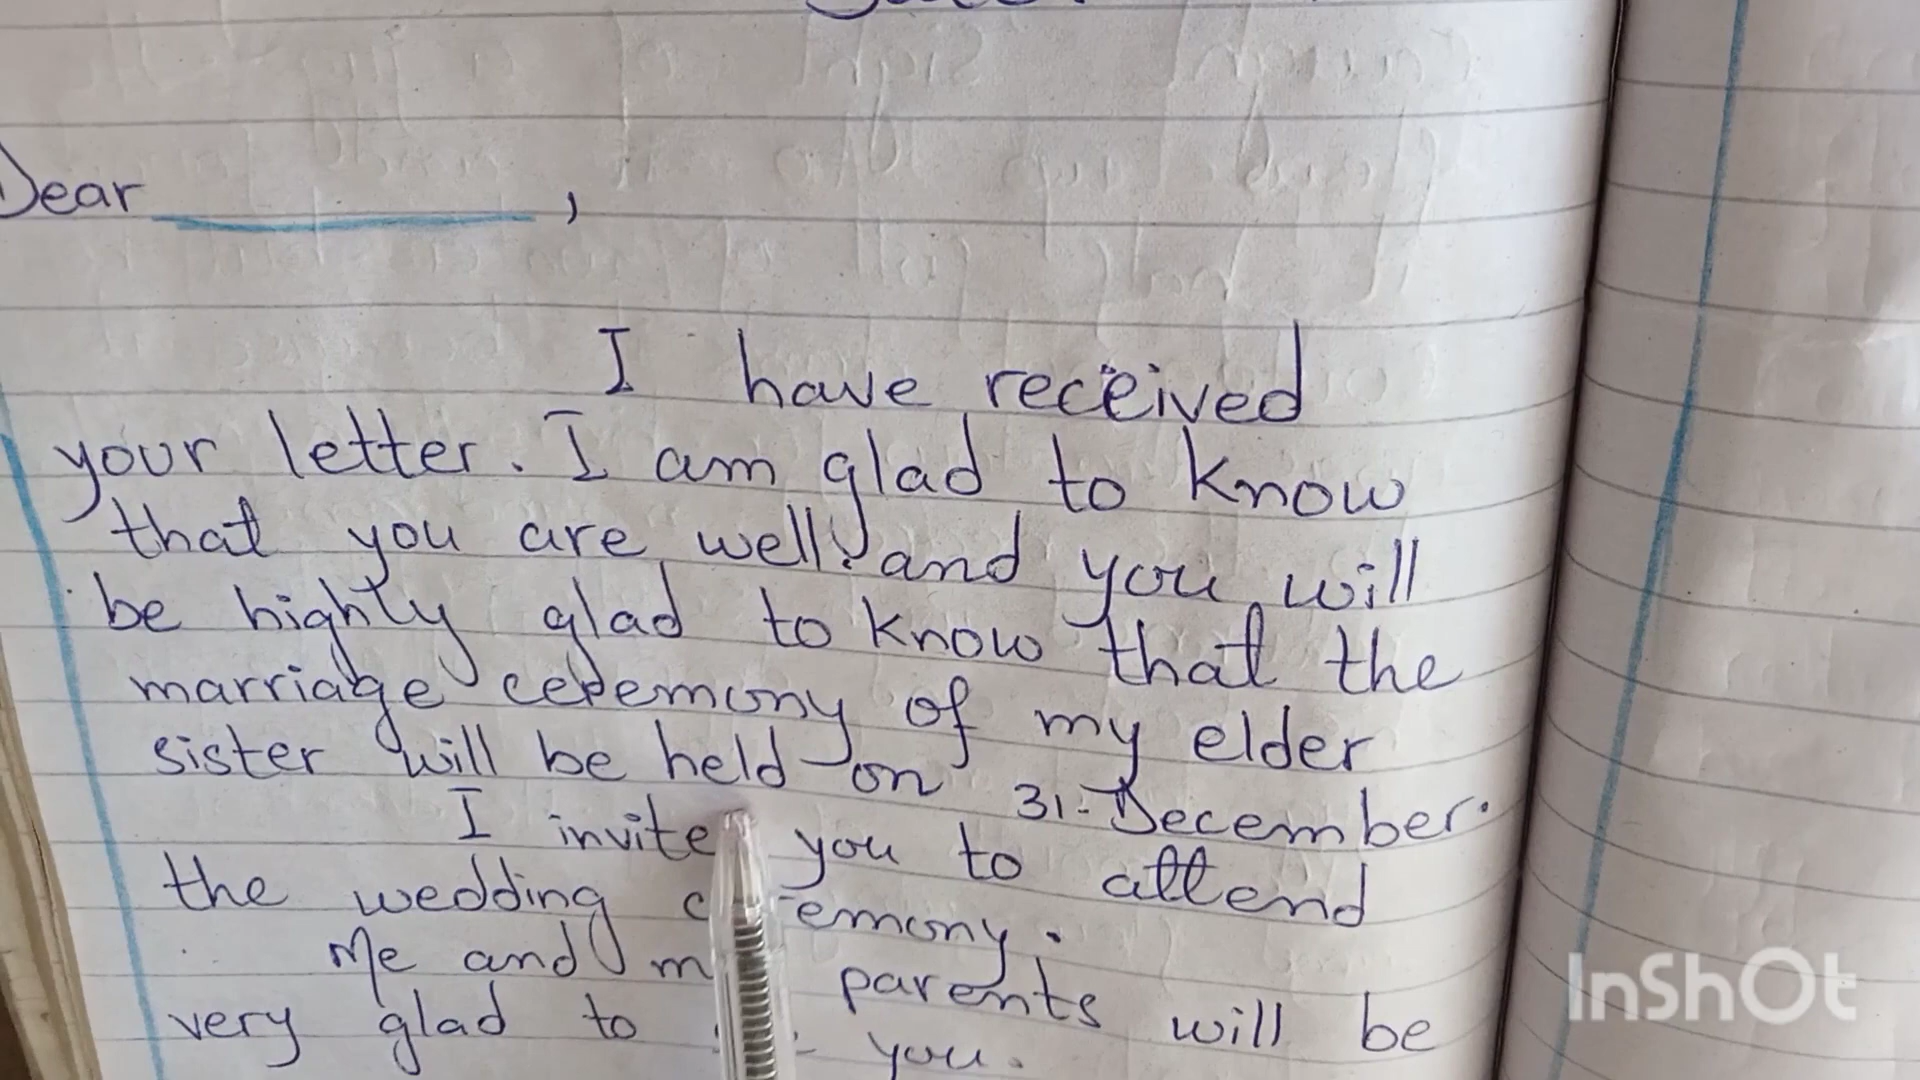 Dear ,
I have received
your letter. I am glad to know
that you are well. and you will
be highly glad to know that the
marriage ceremony of my elder
sister will be held on 31-December.
I invite you to attend
the wedding emony.
Me and parents will be
very glad to you.
InShOt